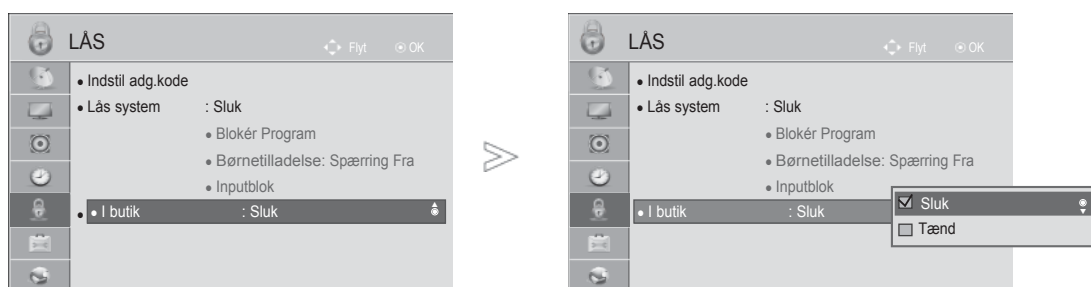 LÅS
Flyt OK
• Indstil adg.kode
• Lås system : Sluk
• Blokér Program
• Børnetilladelse: Spærring Fra
• Inputblok
• • I butik : Sluk
LÅS
Flyt OK
• Indstil adg.kode
• Lås system : Sluk
• Blokér Program
• Børnetilladelse: Spærring Fra
• Inputblok
• I butik : Sluk
Sluk
Tænd